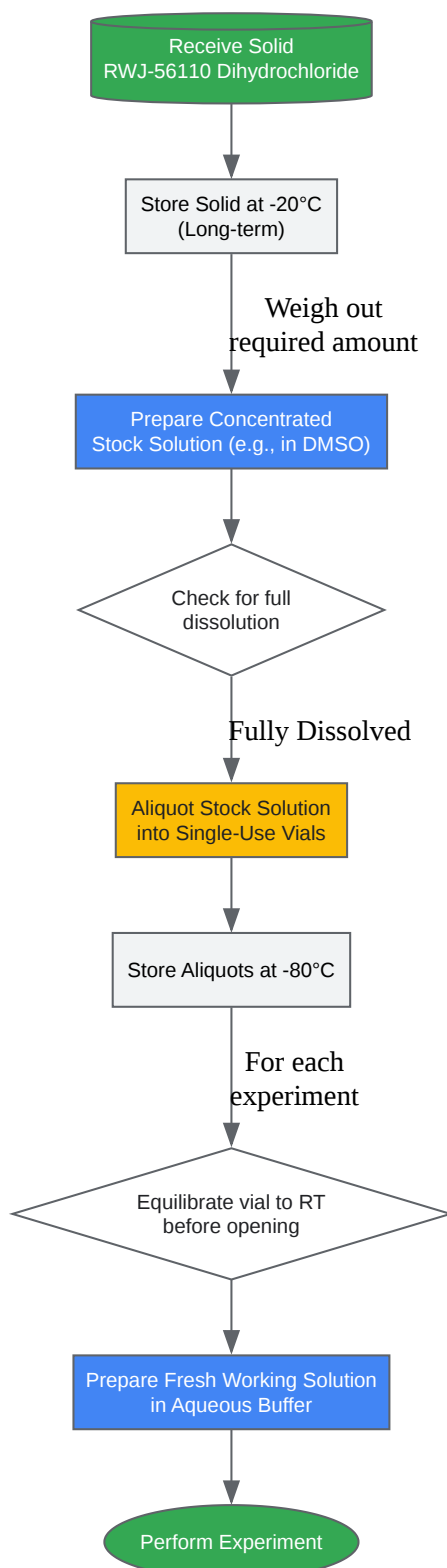 Receive Solid
RWJ-56110 Dihydrochloride
Store Solid at -20°C
(Long-term)
Weigh out
required amount
Prepare Concentrated
Stock Solution (e.g., in DMSO)
Check for full
dissolution
Fully Dissolved
Aliquot Stock Solution
into Single-Use Vials
Store Aliquots at -80°C
For each
experiment
Equilibrate vial to RT
before opening
Prepare Fresh Working Solution
in Aqueous Buffer
Perform Experiment